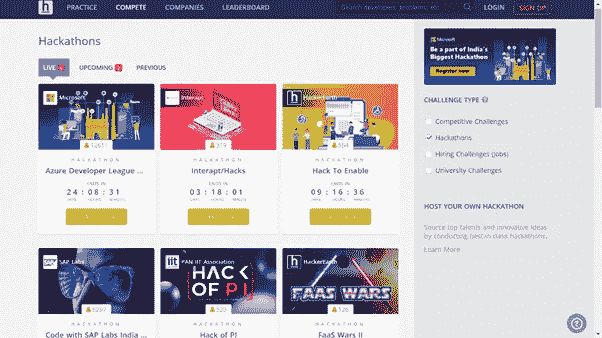 h PRACTICE COMPETE COMPANIES LEADERBOARD Search developers, problems, etc LOGIN SIGN UP
Hackathons
LIVE UPCOMING PREVIOUS
Microsoft
HACKATHON
Azure Developer League ...
ENDS IN
24 : 08 : 31
DAYS HOURS MINUTES
319
HACKATHON
Interapt/Hacks
ENDS IN
03 : 18 : 01
DAYS HOURS MINUTES
h HackerEarth
554
HACKATHON
Hack To Enable
ENDS IN
09 : 16 : 36
DAYS HOURS MINUTES
SAP SAP Labs
6297
HACKATHON
Code with SAP Labs India ...
iit PAN IIT Association
HACK
OF PI
HACKATHON
Hack of PI
h HackerEarth
FAAS WARS
126
HACKATHON
FaaS Wars II
Microsoft
Be a part of India's
Biggest Hackathon
Register now
CHALLENGE TYPE
Competitive Challenges
Hackathons
Hiring Challenges (Jobs)
University Challenges
HOST YOUR OWN HACKATHON
Source top talents and innovative ideas
by conducting best in class hackathons.
Learn More